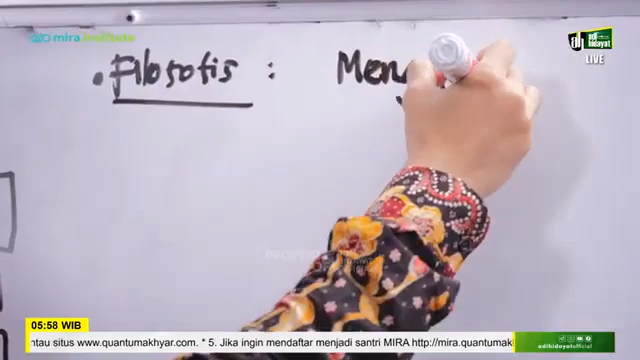 mira institute
adi hidayat
LIVE
• Filosofis : Men
05:58 WIB
ntau situs www.quantumakhyar.com. * 5. Jika ingin mendaftar menjadi santri MIRA http://mira.quantumak
adihidayatofficial